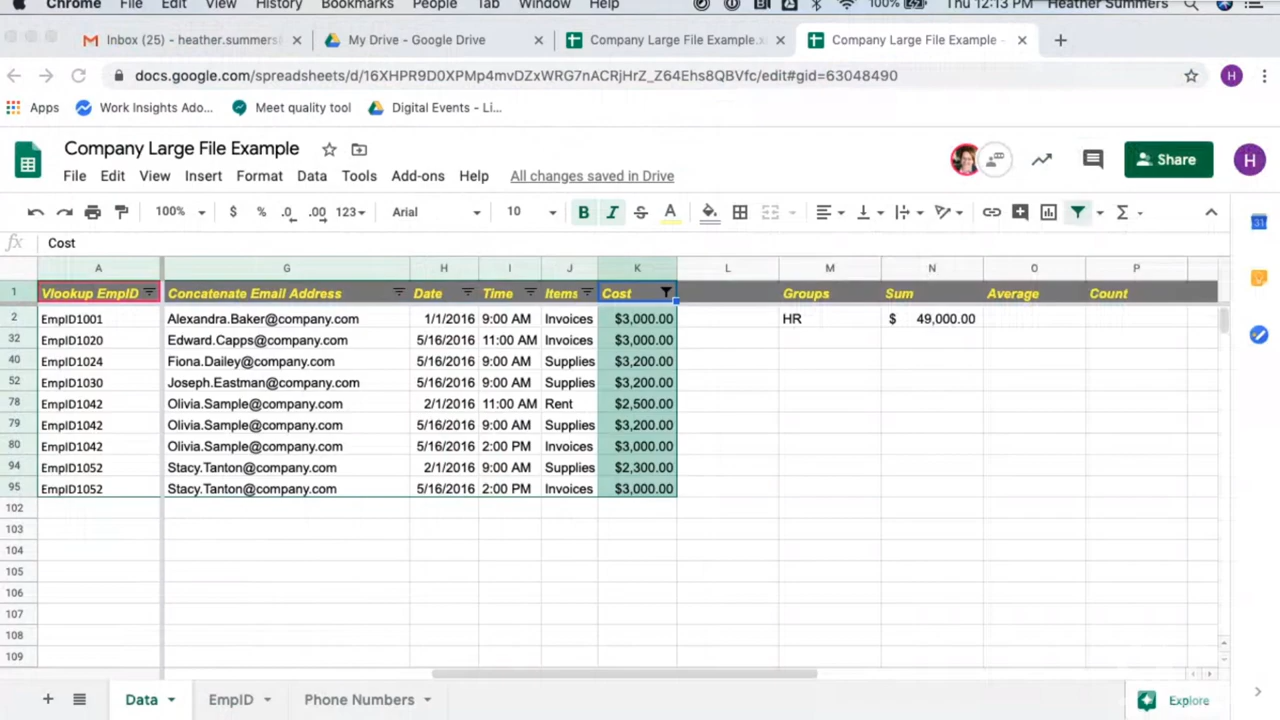 Chrome File Edit View History Bookmarks People Tab Window Help 100% Thu 12:13 PM Heather Summers
Inbox (25) - heather.summers My Drive - Google Drive Company Large File Example.x Company Large File Example -
docs.google.com/spreadsheets/d/16XHPR9D0XPMp4mvDZxWRG7nACRjHrZ_Z64Ehs8QBVfc/edit#gid=63048490 H
Apps Work Insights Ado... Meet quality tool Digital Events - Li...
Company Large File Example Share H
File Edit View Insert Format Data Tools Add-ons Help All changes saved in Drive
100% $ % .0 .00 123 Arial 10 B I S A Σ
fx Cost
A G H I J K L M N O P
1 Vlookup EmpID Concatenate Email Address Date Time Items Cost Groups Sum Average Count
2 EmpID1001 Alexandra.Baker@company.com 1/1/2016 9:00 AM Invoices $3,000.00 HR $ 49,000.00
32 EmpID1020 Edward.Capps@company.com 5/16/2016 11:00 AM Invoices $3,000.00
40 EmpID1024 Fiona.Dailey@company.com 5/16/2016 9:00 AM Supplies $3,200.00
52 EmpID1030 Joseph.Eastman@company.com 5/16/2016 9:00 AM Supplies $3,200.00
78 EmpID1042 Olivia.Sample@company.com 2/1/2016 11:00 AM Rent $2,500.00
79 EmpID1042 Olivia.Sample@company.com 5/16/2016 9:00 AM Supplies $3,200.00
80 EmpID1042 Olivia.Sample@company.com 5/16/2016 2:00 PM Invoices $3,000.00
94 EmpID1052 Stacy.Tanton@company.com 2/1/2016 9:00 AM Supplies $2,300.00
95 EmpID1052 Stacy.Tanton@company.com 5/16/2016 2:00 PM Invoices $3,000.00
102
103
104
105
106
107
108
109
Data EmpID Phone Numbers Explore